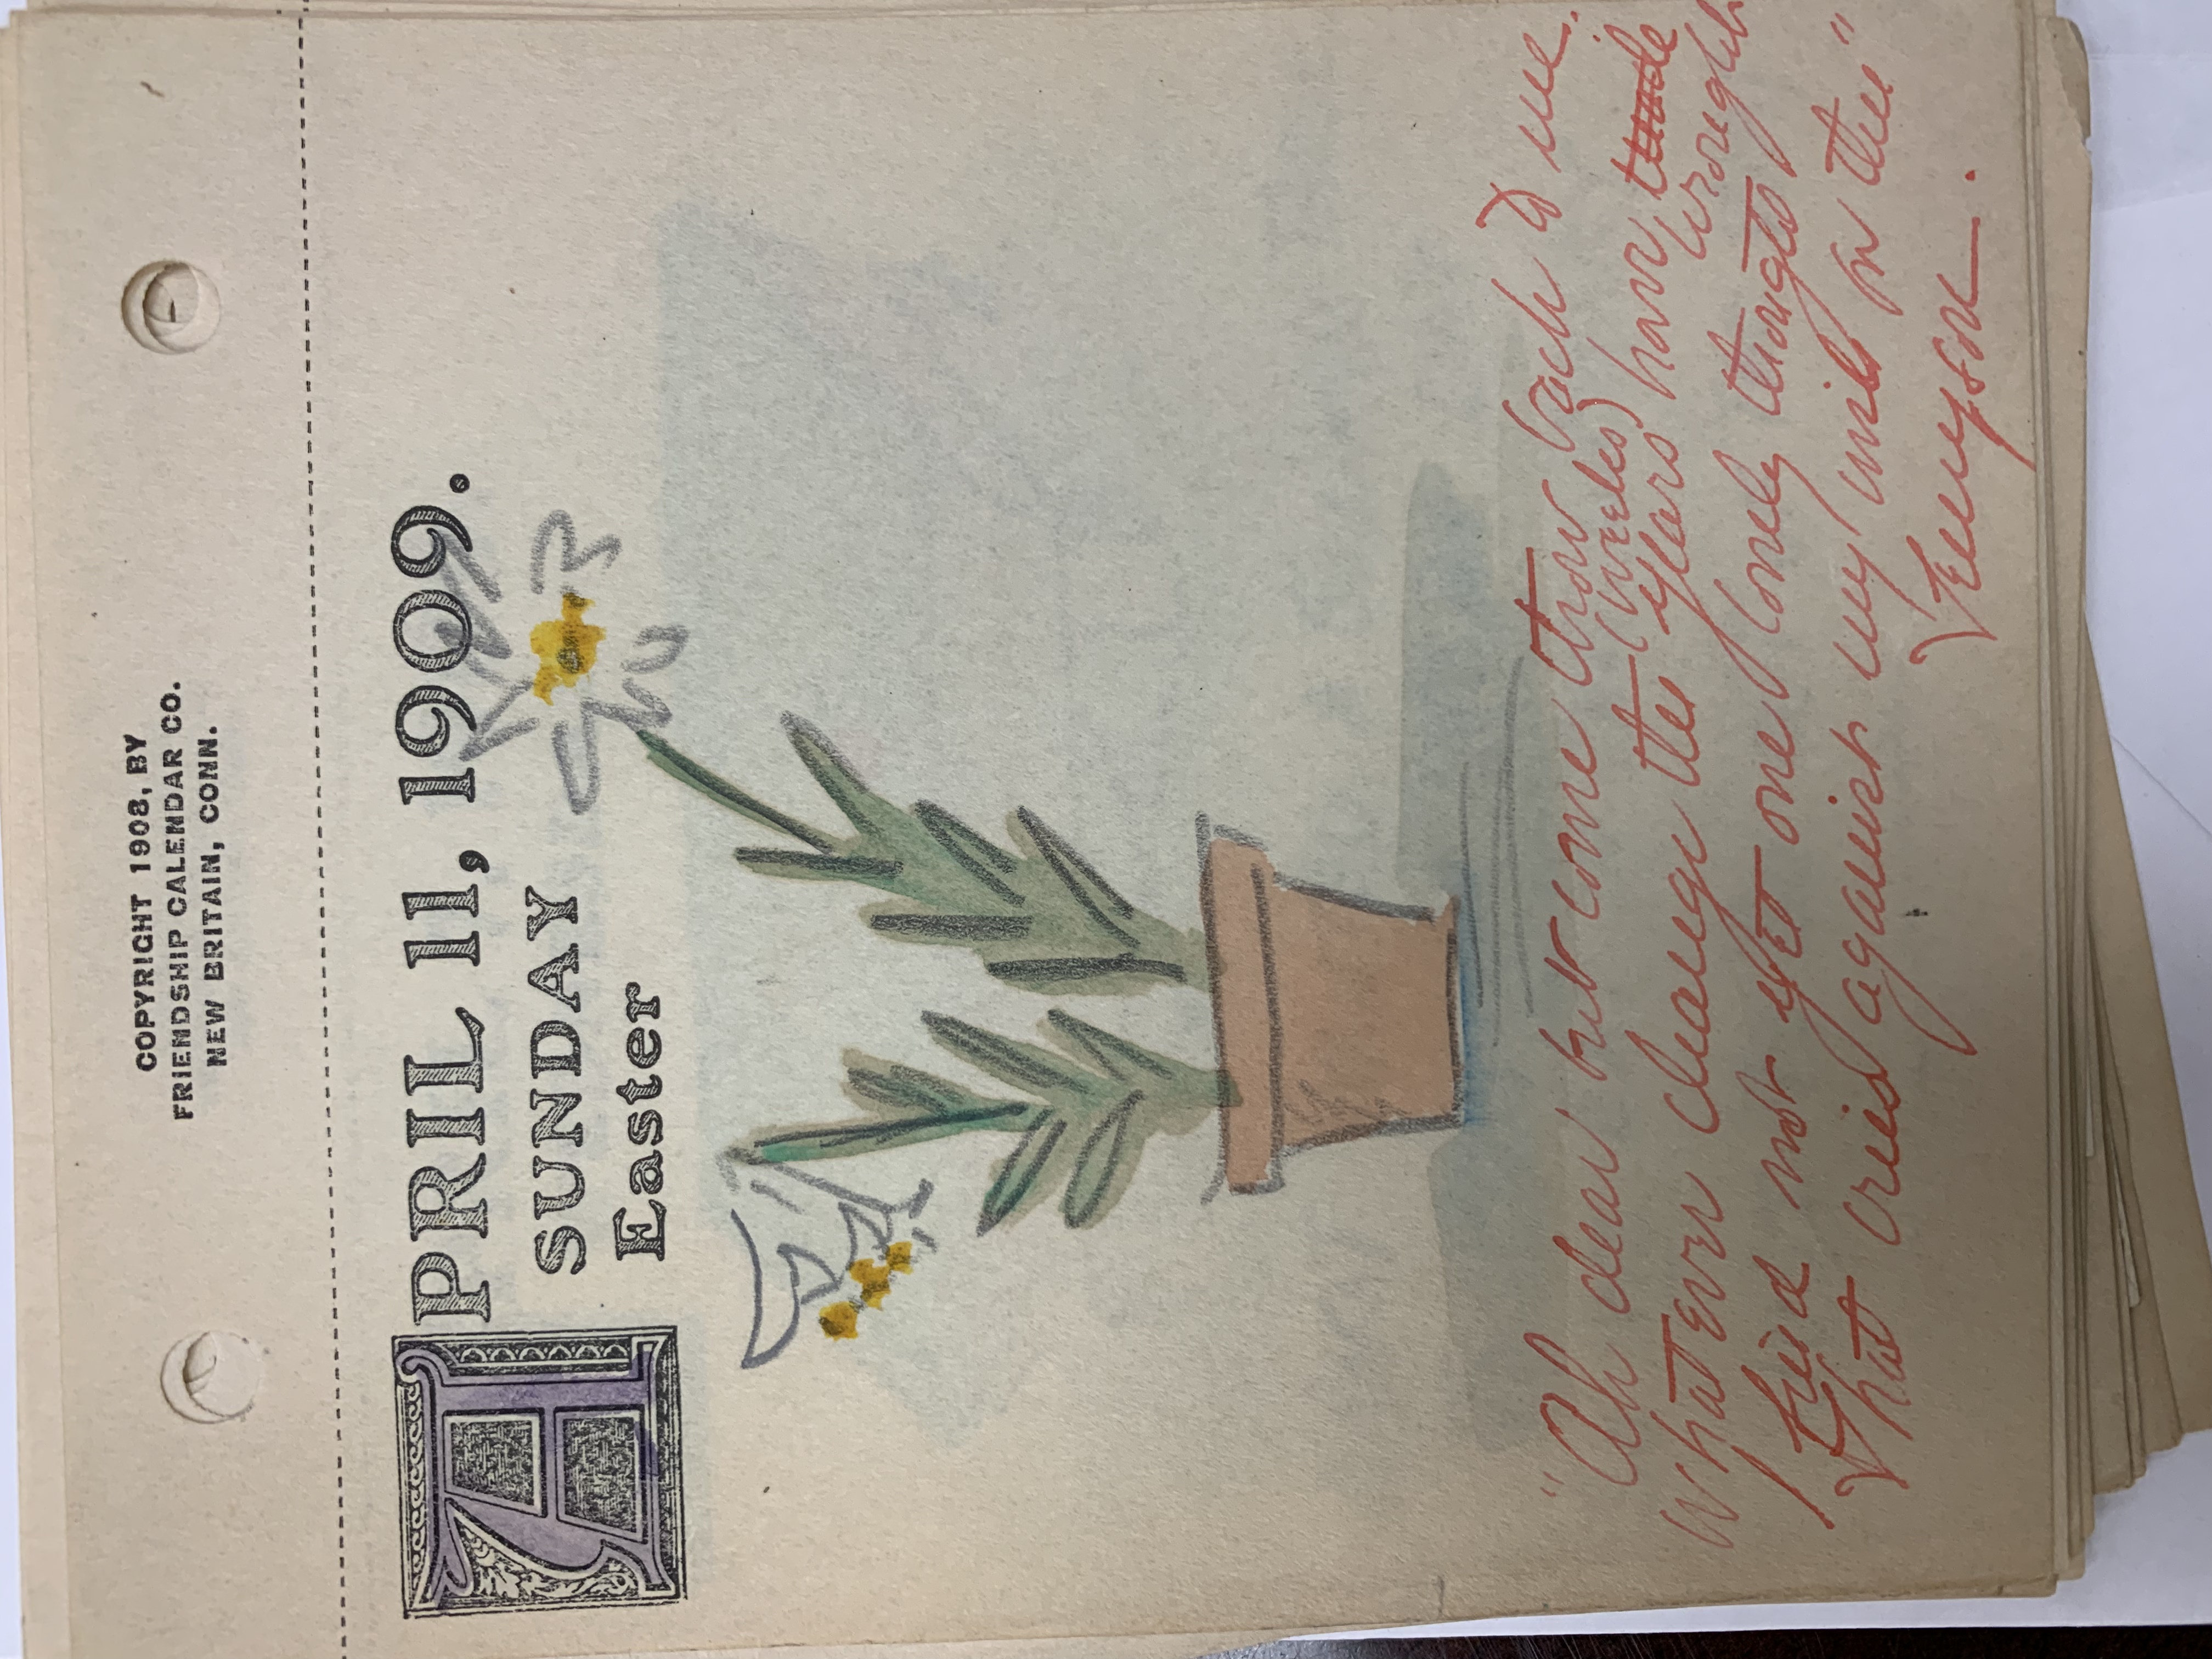 COPYRIGHT 1908, BY
FRIENDSHIP CALENDAR CO.
NEW BRITAIN, CONN.
APRIL 11, 1909.
SUNDAY
Easter
"Ah dear but come thou back to me.
(weeks)
whatever change the years have made
wrought
I find not yet one lonely thought
That cries against my wish for thee"
Tennyson.